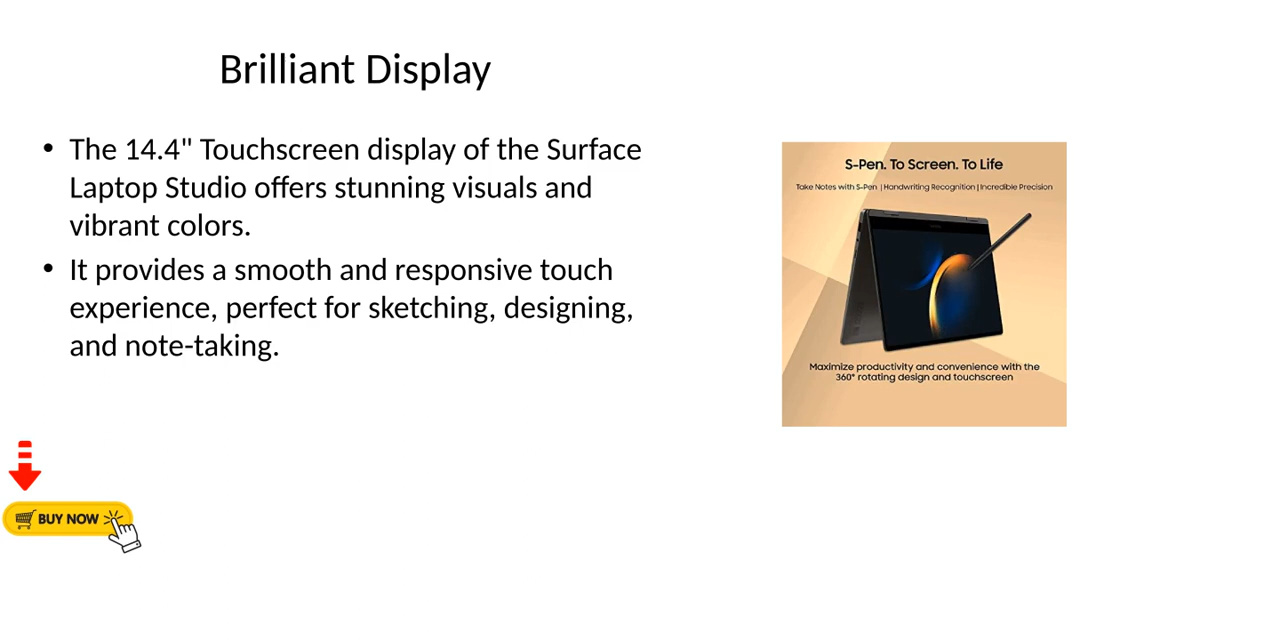 Brilliant Display
• The 14.4" Touchscreen display of the Surface
Laptop Studio offers stunning visuals and
vibrant colors.
• It provides a smooth and responsive touch
experience, perfect for sketching, designing,
and note-taking.
S-Pen. To Screen. To Life
Take Notes with S-Pen | Handwriting Recognition | Incredible Precision
Maximize productivity and convenience with the
360° rotating design and touchscreen
BUY NOW